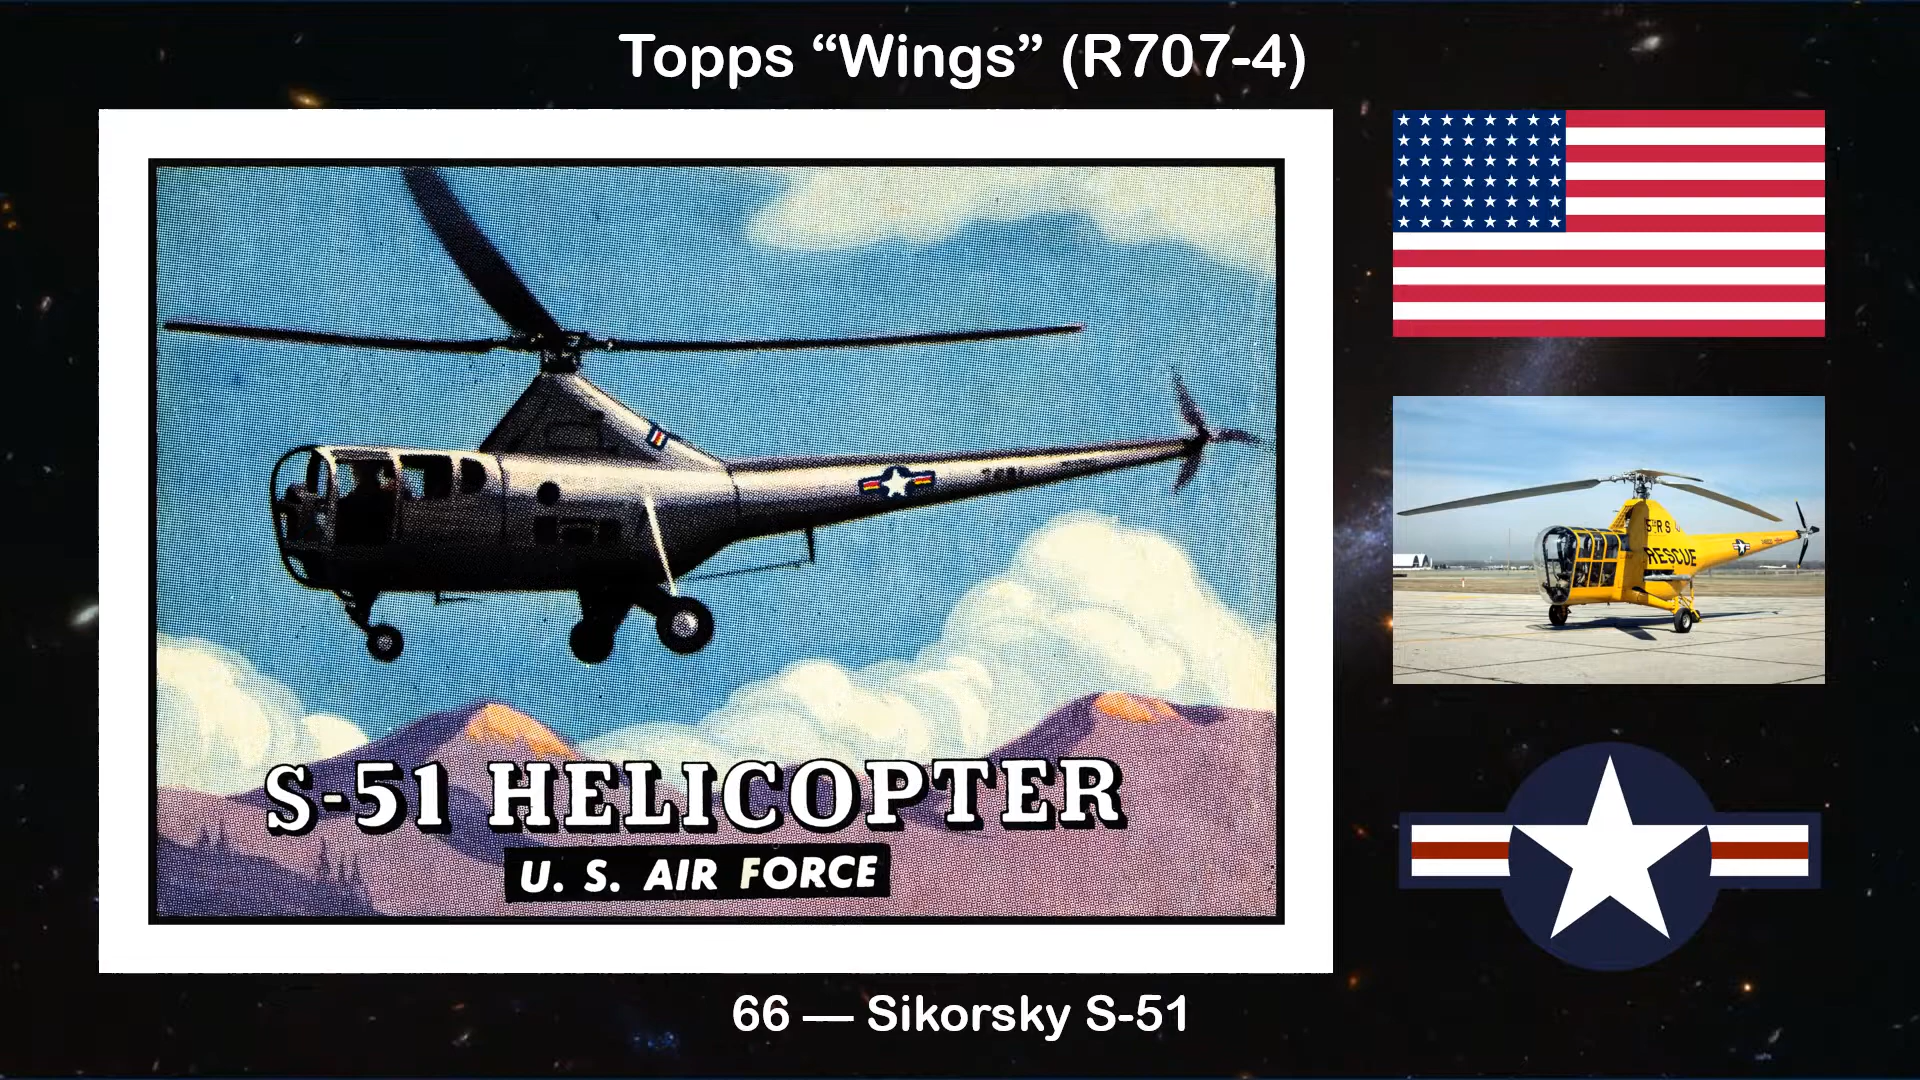 Topps “Wings” (R707-4)
S-51 HELICOPTER
U. S. AIR FORCE
RESCUE
66 — Sikorsky S-51